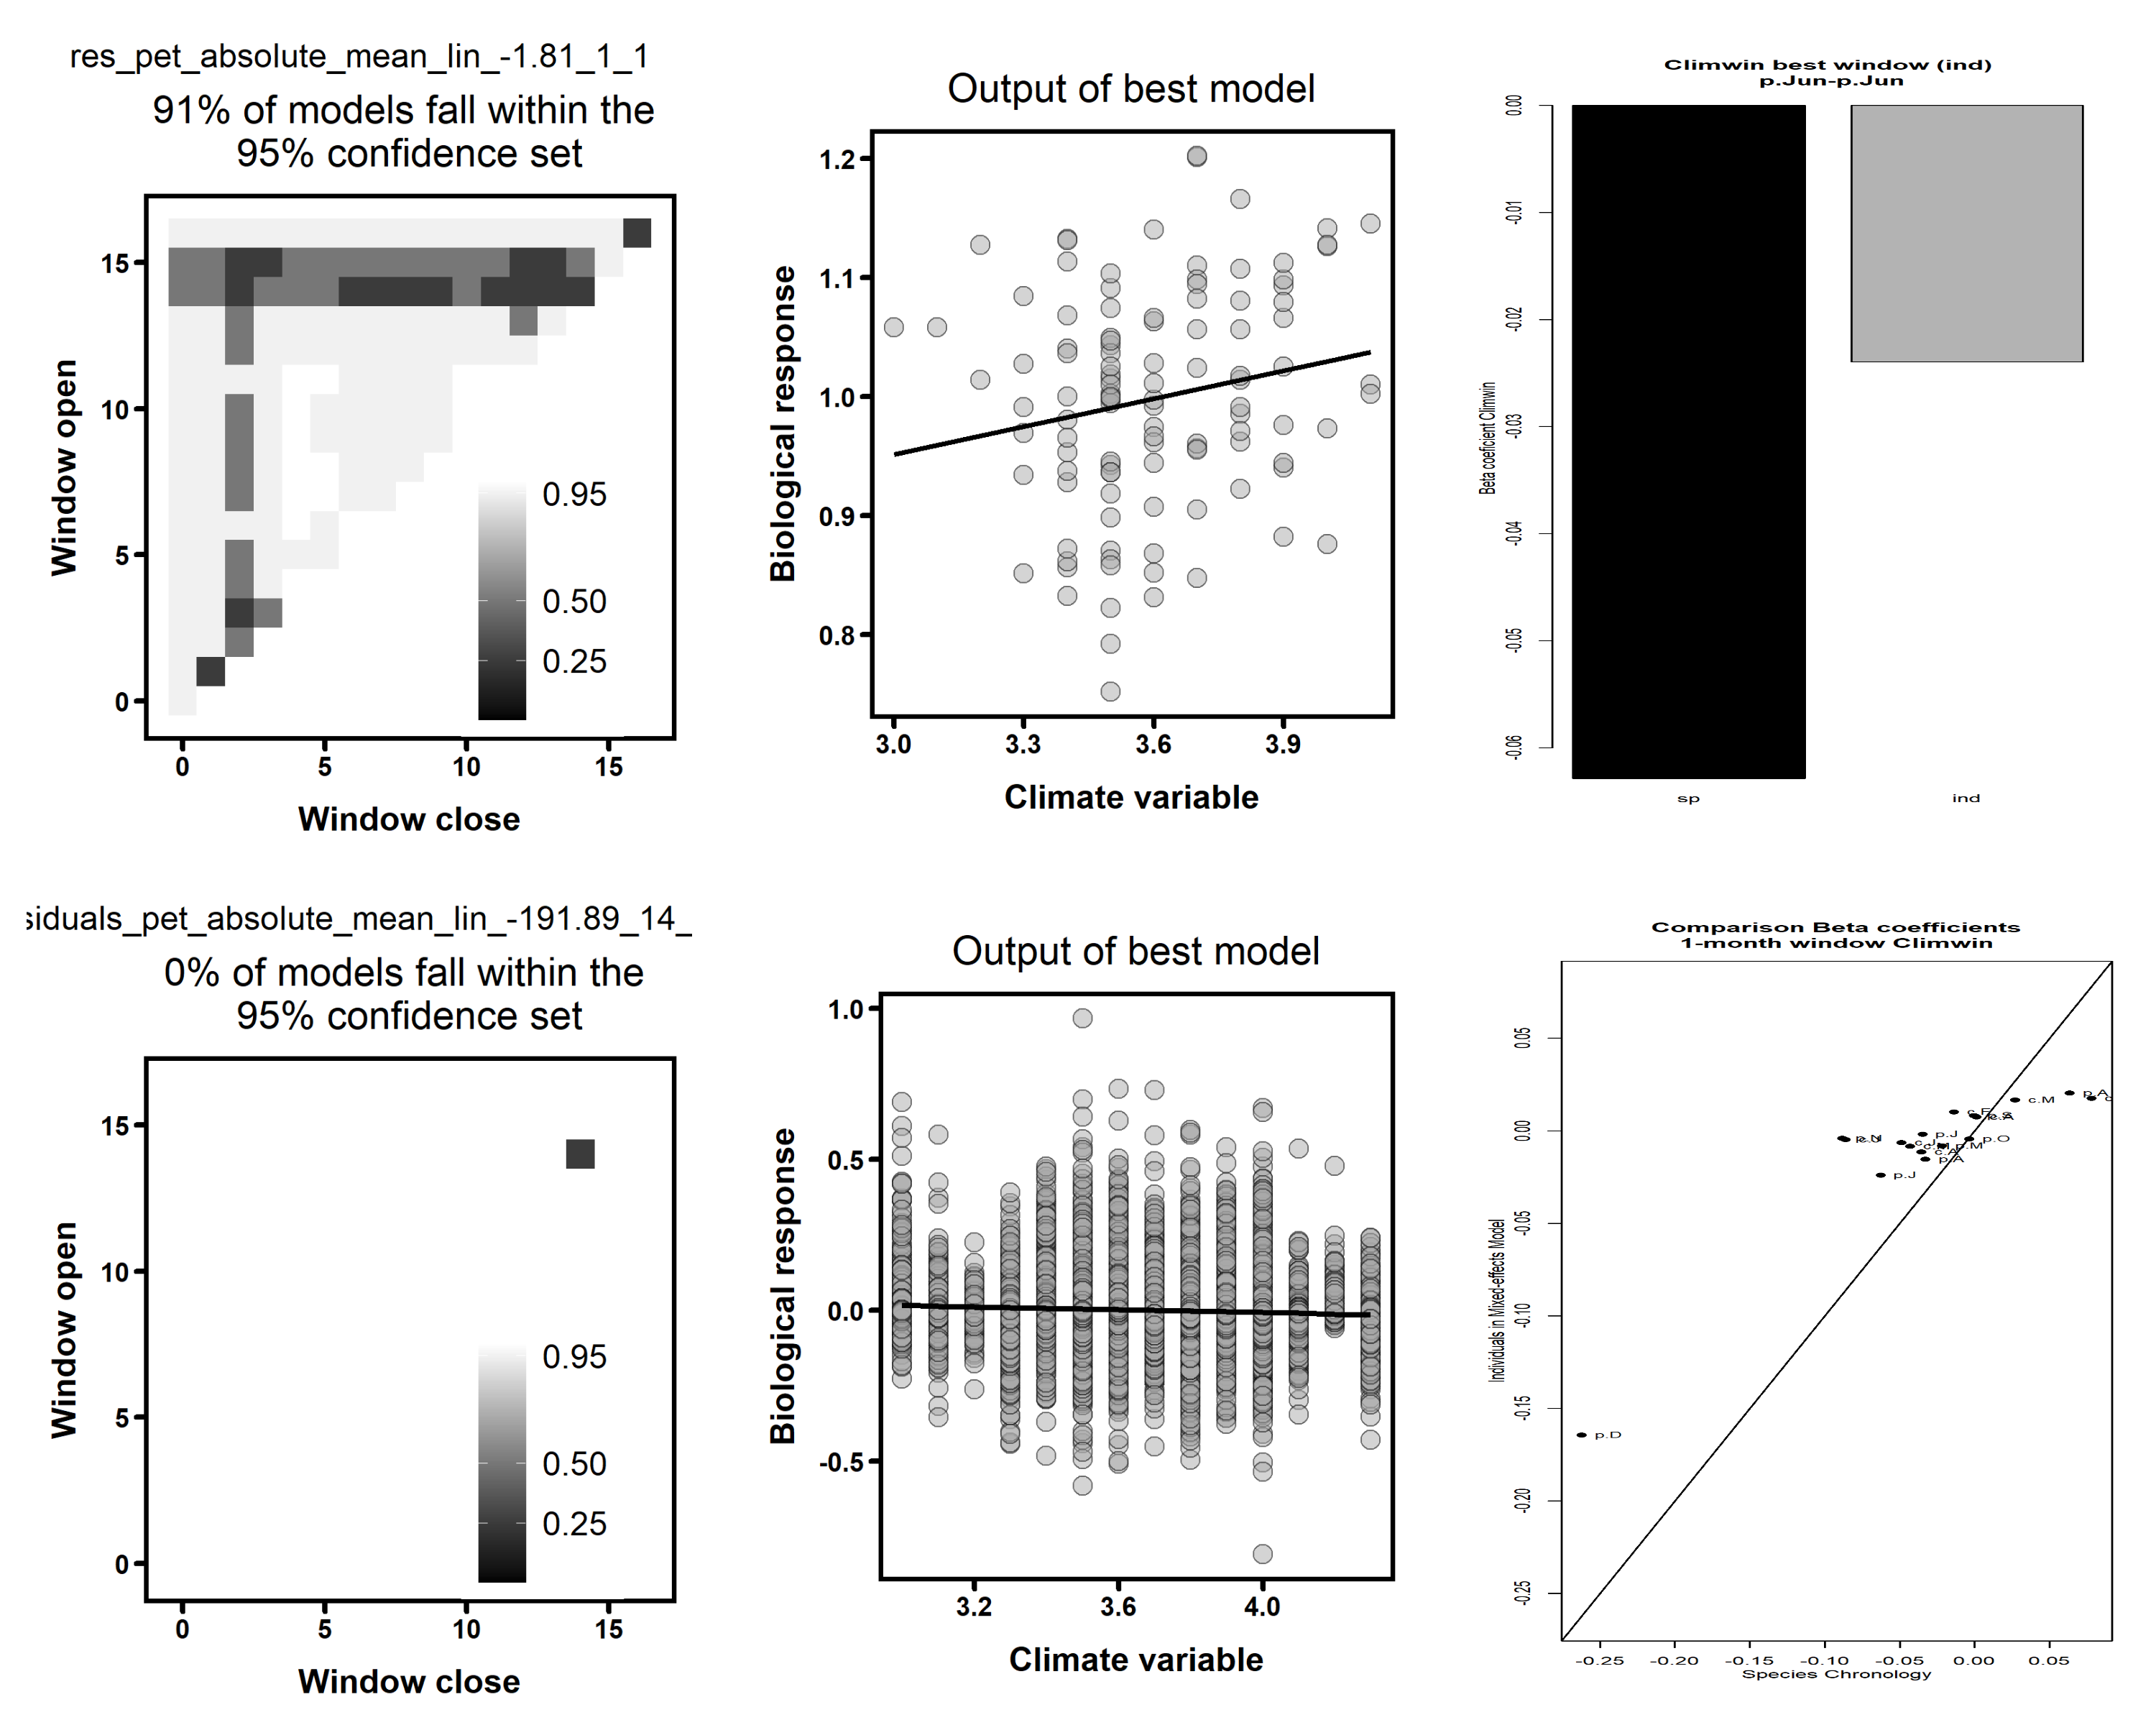 res_pet_absolute_mean_lin_-1.81_1_1
91% of models fall within the
95% confidence set
Window open
15
10
5
0
0.95
0.50
0.25
0 5 10 15
Window close
Output of best model
Biological response
1.2
1.1
1.0
0.9
0.8
3.0 3.3 3.6 3.9
Climate variable
Climwin best window (ind)
p.Jun-p.Jun
Beta coeficient Climwin
0.00
-0.01
-0.02
-0.03
-0.04
-0.05
-0.06
sp ind
siduals_pet_absolute_mean_lin_-191.89_14_
0% of models fall within the
95% confidence set
Window open
15
10
5
0
0.95
0.50
0.25
0 5 10 15
Window close
Output of best model
Biological response
1.0
0.5
0.0
-0.5
3.2 3.6 4.0
Climate variable
Comparison Beta coefficients
1-month window Climwin
Individuals in Mixed-effects Model
0.05
0.00
-0.05
-0.10
-0.15
-0.20
-0.25
p.A
c.M
p.O
p.J
p.M
c.A
p.A
p.J
p.D
-0.25 -0.20 -0.15 -0.10 -0.05 0.00 0.05
Species Chronology